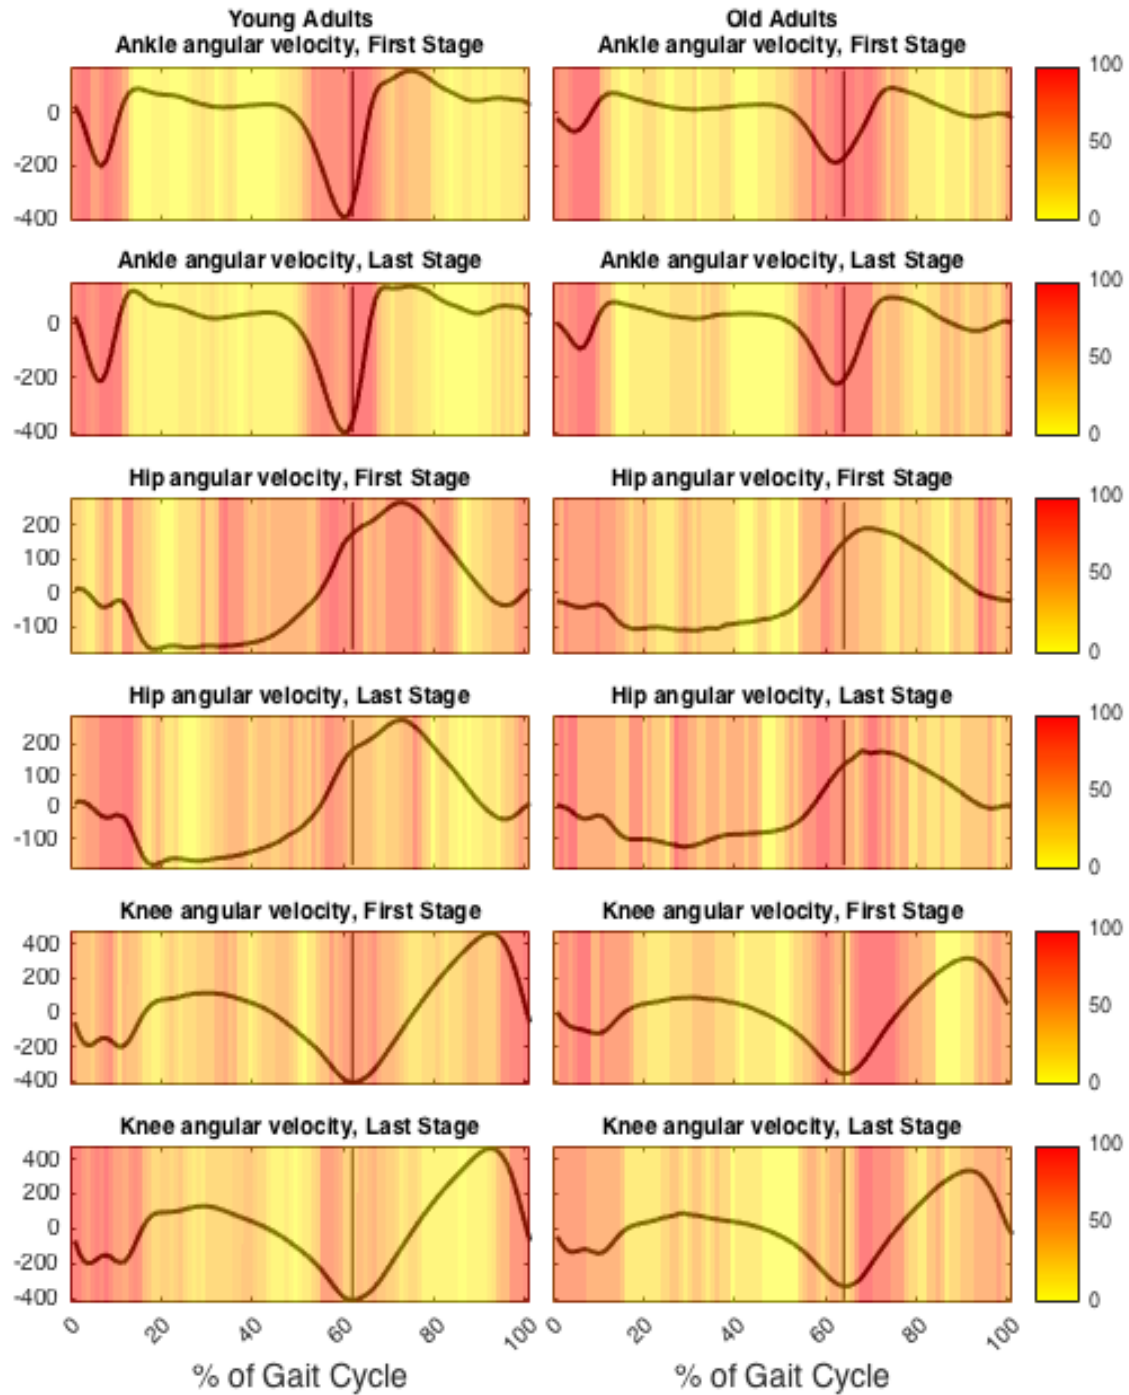 Young Adults
Ankle angular velocity, First Stage
Old Adults
Ankle angular velocity, First Stage
0
-200
-400
100
50
0
Ankle angular velocity, Last Stage
Ankle angular velocity, Last Stage
0
-200
-400
100
50
0
Hip angular velocity, First Stage
Hip angular velocity, First Stage
200
100
0
-100
100
50
0
Hip angular velocity, Last Stage
Hip angular velocity, Last Stage
200
100
0
-100
100
50
0
Knee angular velocity, First Stage
Knee angular velocity, First Stage
400
200
0
-200
-400
100
50
0
Knee angular velocity, Last Stage
Knee angular velocity, Last Stage
400
200
0
-200
-400
100
50
0
0 20 40 60 80 100
0 20 40 60 80 100
% of Gait Cycle
% of Gait Cycle